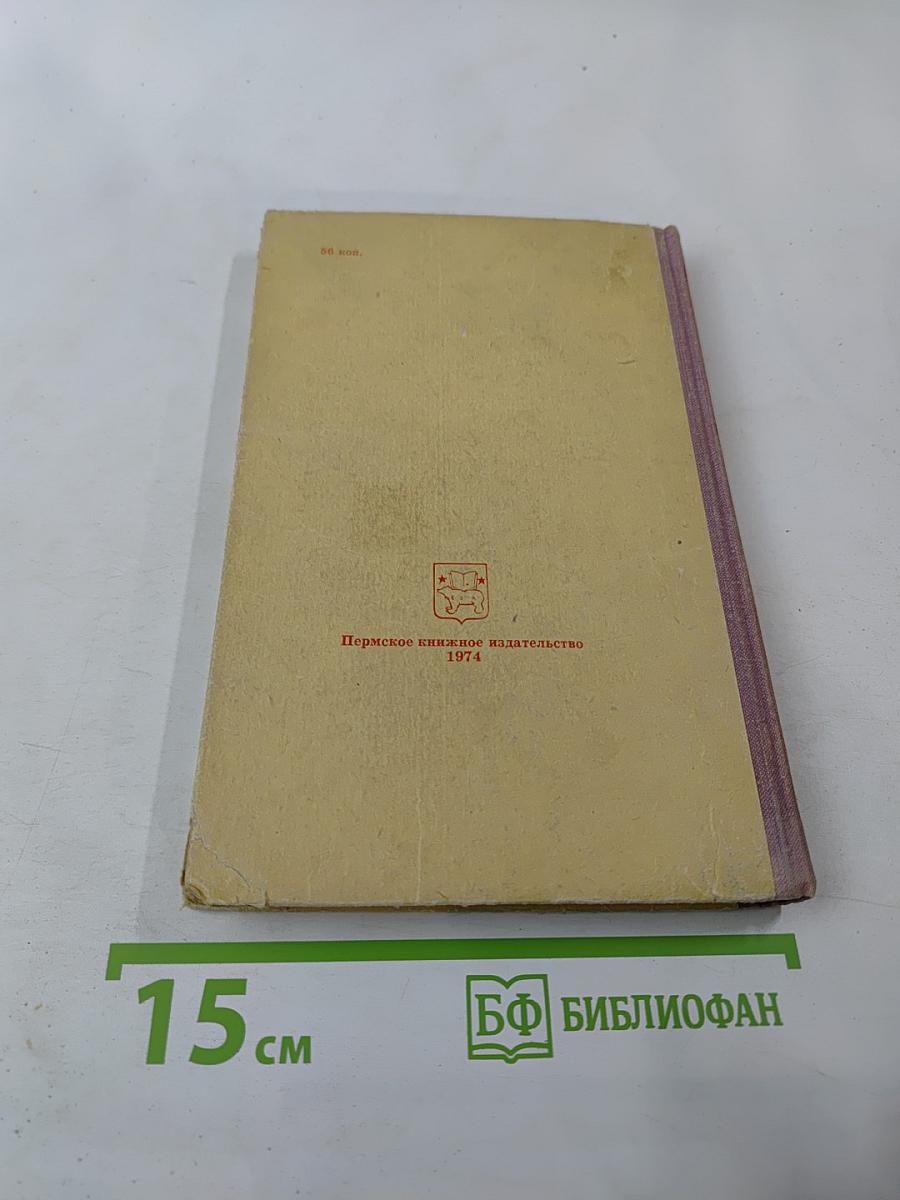 56 коп.
Пермское книжное издательство
1974
15 см
БФ БИБЛИОФАН